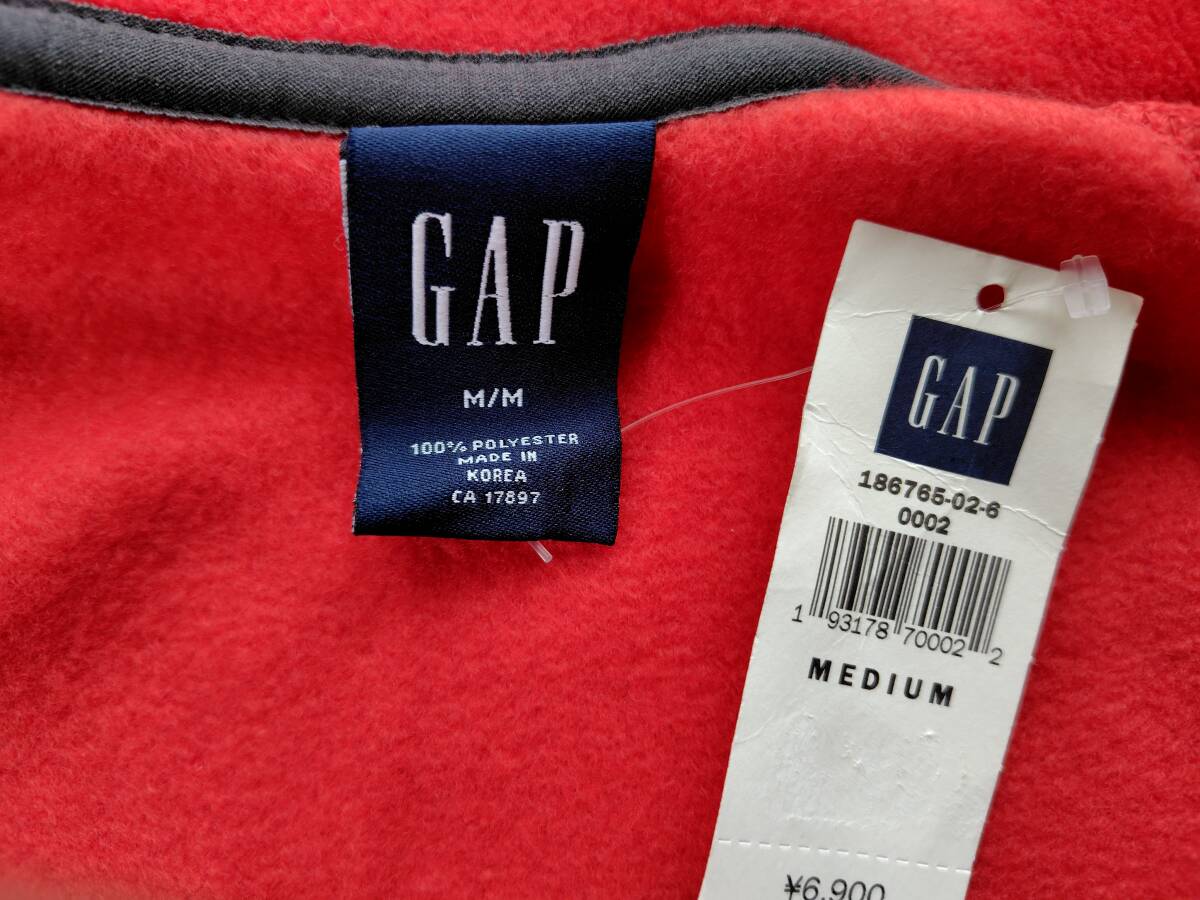 GAP
M/M
100% POLYESTER
MADE IN
KOREA
CA 17897
GAP
186765-02-6
0002
1 93178 70002 2
MEDIUM
¥6,900